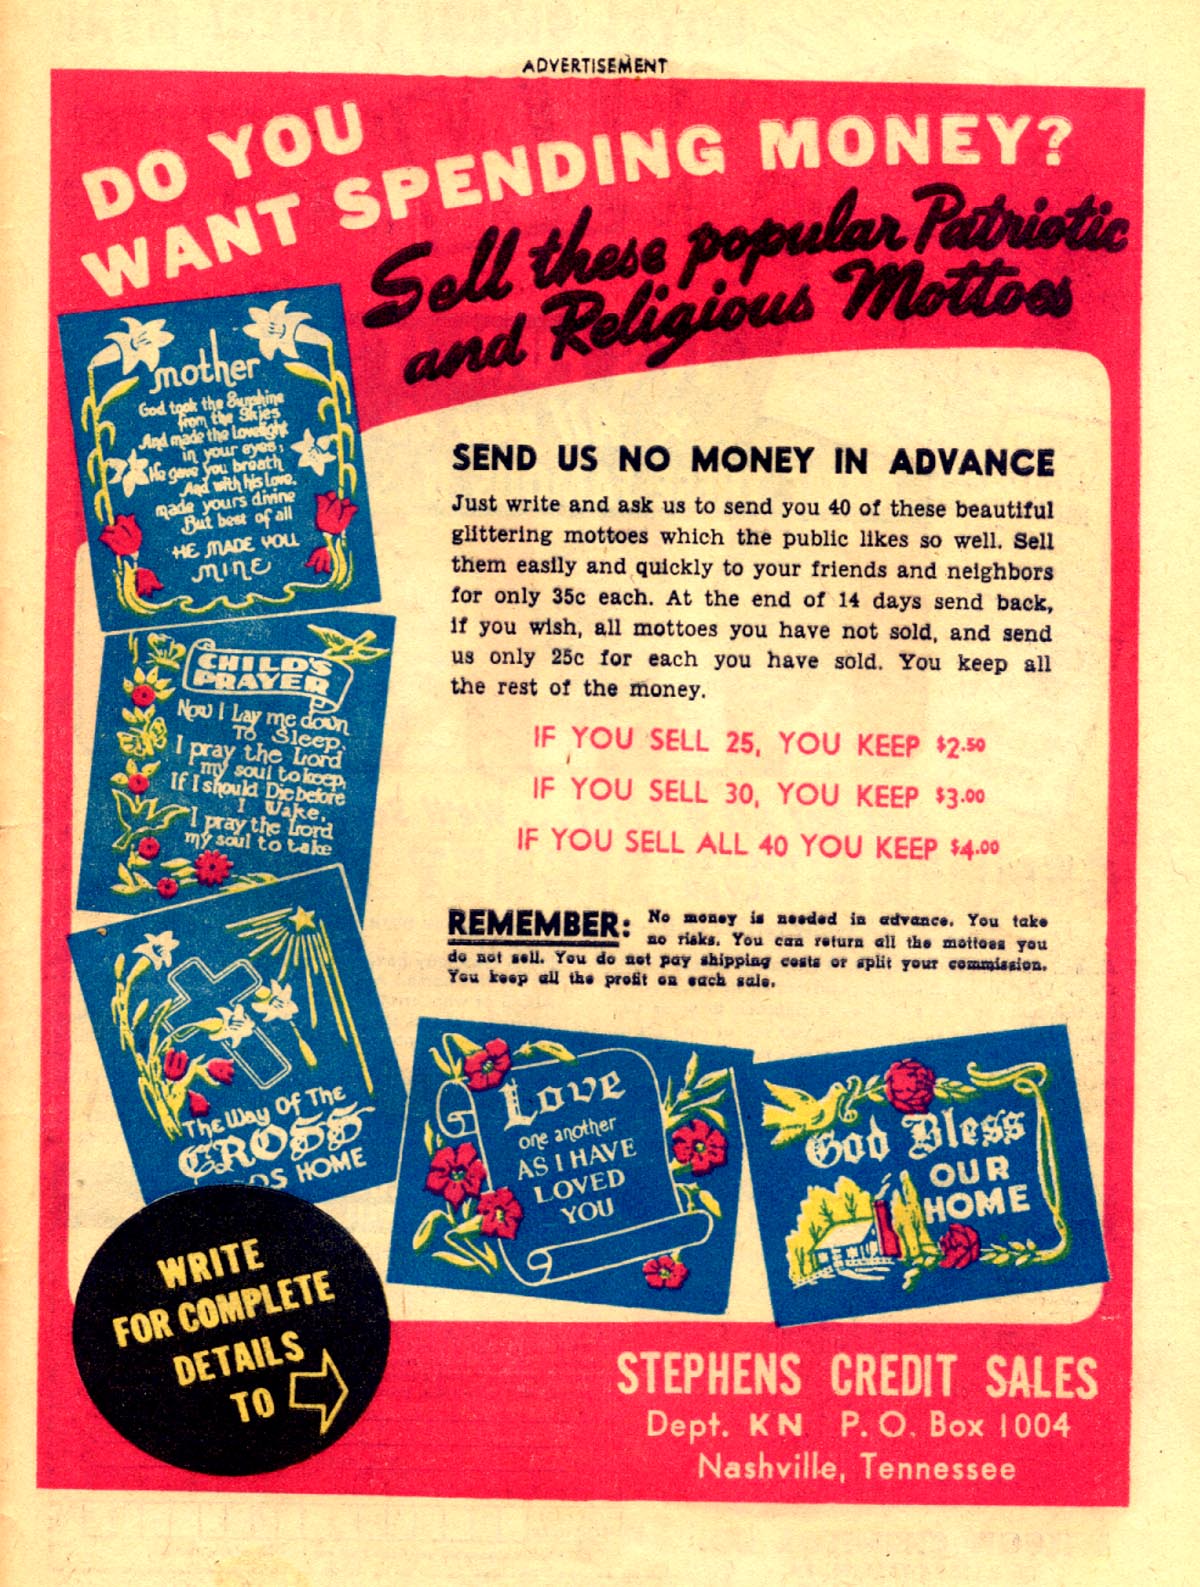 ADVERTISEMENT
DO YOU
WANT SPENDING MONEY?
Sell these popular Patriotic
and Religious Mottoes
mother
God took the Sunshine
from the Skies
And made the Lovelight
in your eyes;
He gave you breath
And with his Love,
made yours divine
But best of all
HE MADE YOU
MINE
CHILD'S
PRAYER
Now I Lay me down
To Sleep,
I pray the Lord
my soul to keep,
If I should Die before
I Wake,
I pray the Lord
my soul to take
The Way Of The
CROSS
DS HOME
SEND US NO MONEY IN ADVANCE
Just write and ask us to send you 40 of these beautiful
glittering mottoes which the public likes so well. Sell
them easily and quickly to your friends and neighbors
for only 35c each. At the end of 14 days send back,
if you wish, all mottoes you have not sold, and send
us only 25c for each you have sold. You keep all
the rest of the money.
IF YOU SELL 25, YOU KEEP $2.50
IF YOU SELL 30, YOU KEEP $3.00
IF YOU SELL ALL 40 YOU KEEP $4.00
REMEMBER: No money is needed in advance. You take
no risks. You can return all the mottoes you
do not sell. You do not pay shipping costs or split your commission.
You keep all the profit on each sale.
Love
one another
AS I HAVE
LOVED
YOU
God Bless
OUR
HOME
WRITE
FOR COMPLETE
DETAILS
TO
STEPHENS CREDIT SALES
Dept. KN P. O. Box 1004
Nashville, Tennessee